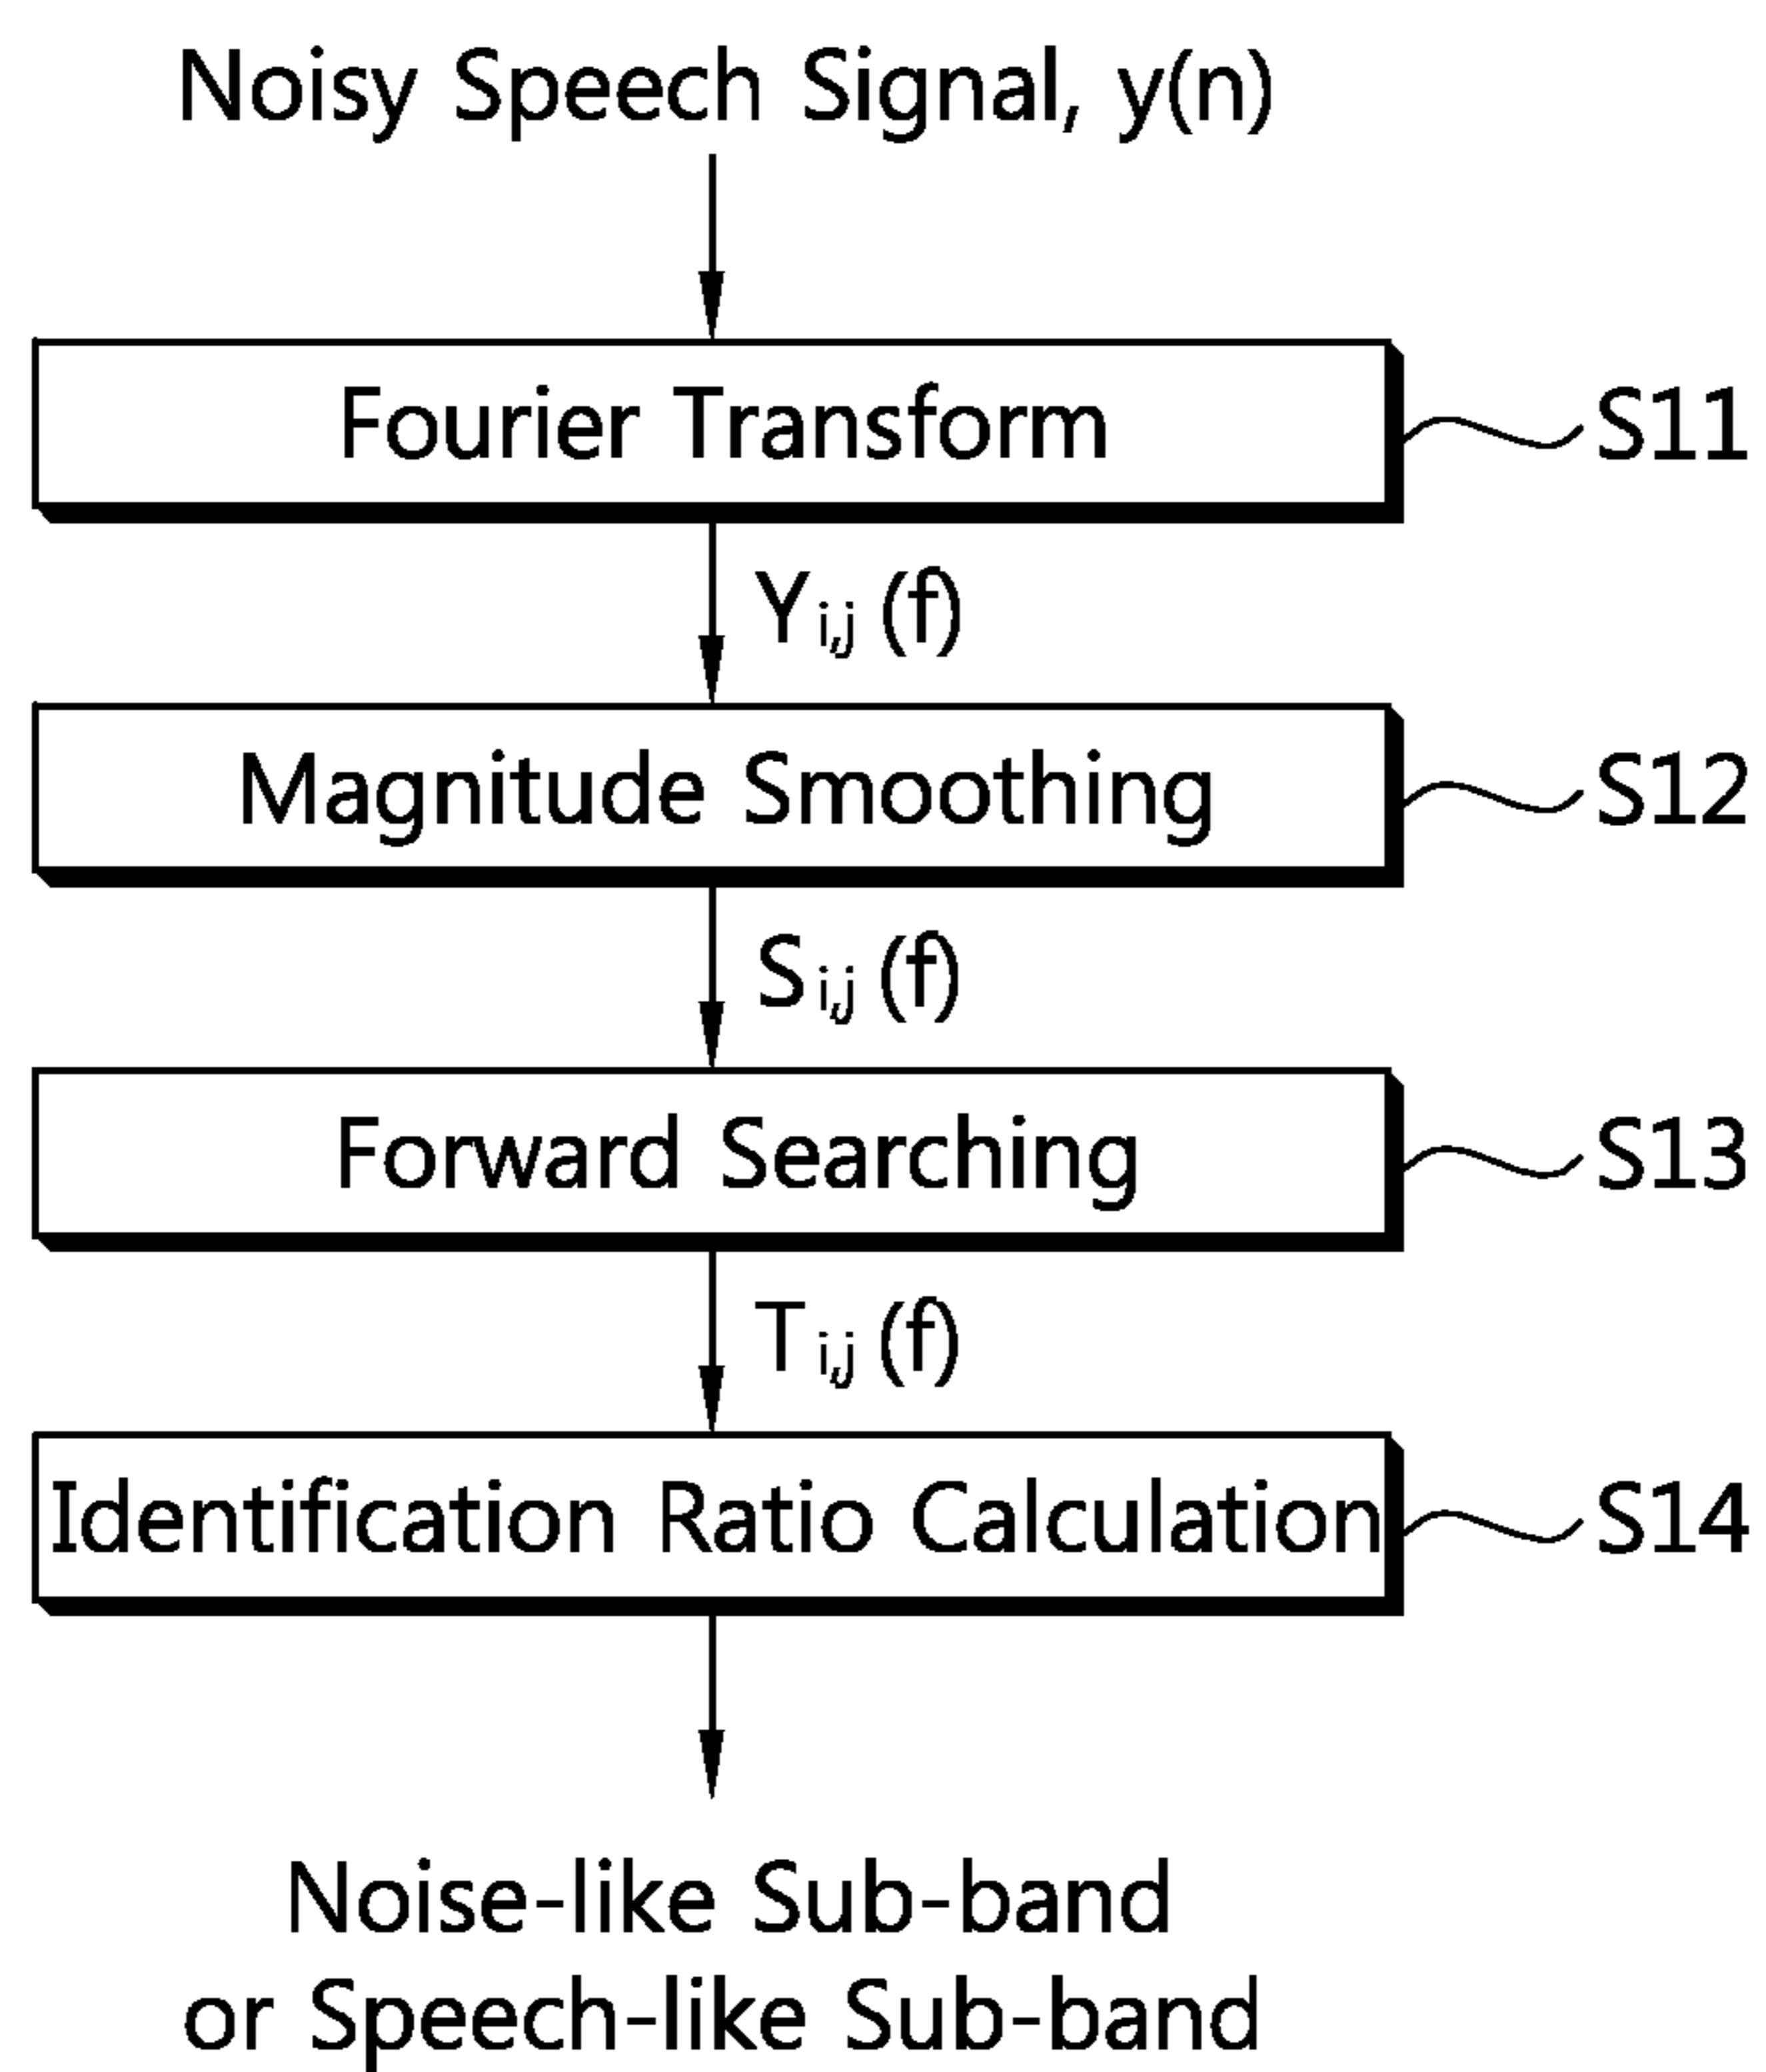 Noisy Speech Signal, y(n)
Fourier Transform
S11
Yi,j (f)
Magnitude Smoothing
S12
Si,j (f)
Forward Searching
S13
Ti,j (f)
Identification Ratio Calculation
S14
Noise-like Sub-band
or Speech-like Sub-band